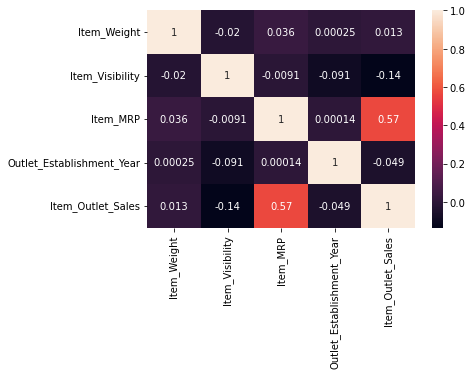 Item_Weight 1 -0.02 0.036 0.00025 0.013
Item_Visibility -0.02 1 -0.0091 -0.091 -0.14
Item_MRP 0.036 -0.0091 1 0.00014 0.57
Outlet_Establishment_Year 0.00025 -0.091 0.00014 1 -0.049
Item_Outlet_Sales 0.013 -0.14 0.57 -0.049 1
Item_Weight
Item_Visibility
Item_MRP
Outlet_Establishment_Year
Item_Outlet_Sales
1.0
0.8
0.6
0.4
0.2
0.0